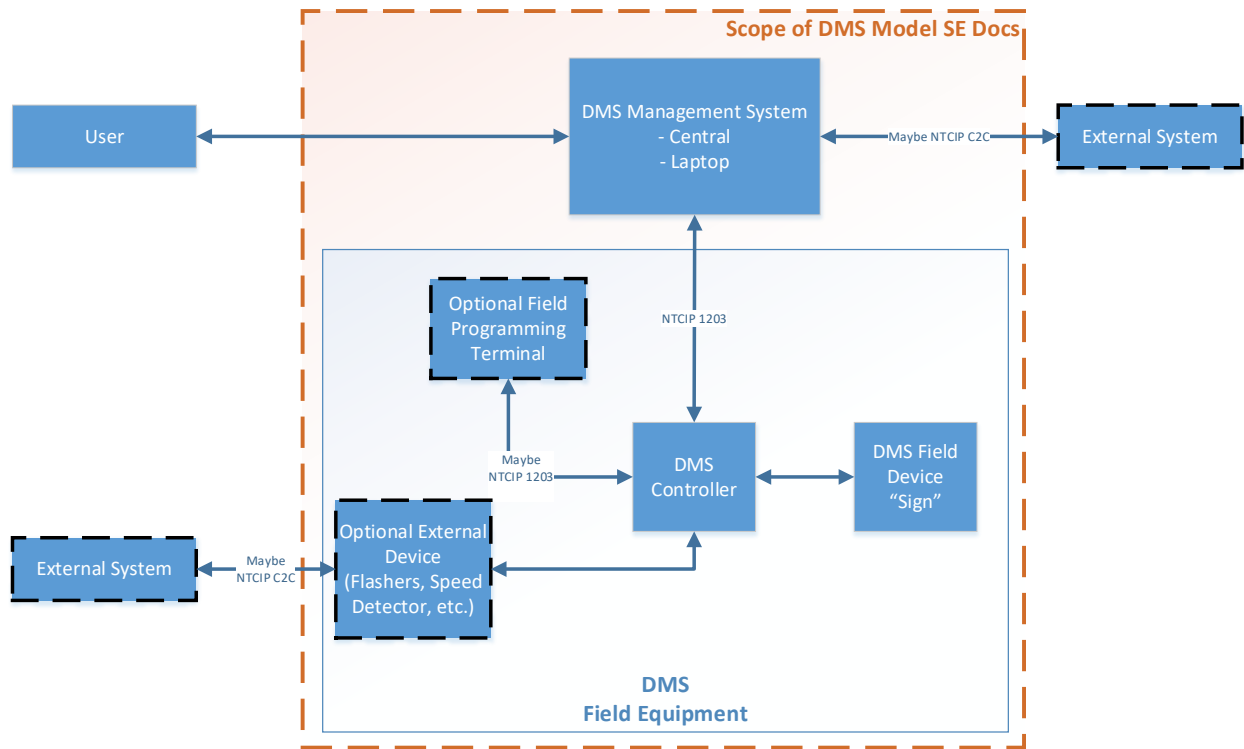 Scope of DMS Model SE Docs
User
DMS Management System
- Central
- Laptop
Maybe NTCIP C2C
External System
Optional Field
Programming
Terminal
NTCIP 1203
Maybe
NTCIP 1203
DMS
Controller
DMS Field
Device
“Sign”
External System
Maybe
NTCIP C2C
Optional External
Device
(Flashers, Speed
Detector, etc.)
DMS
Field Equipment